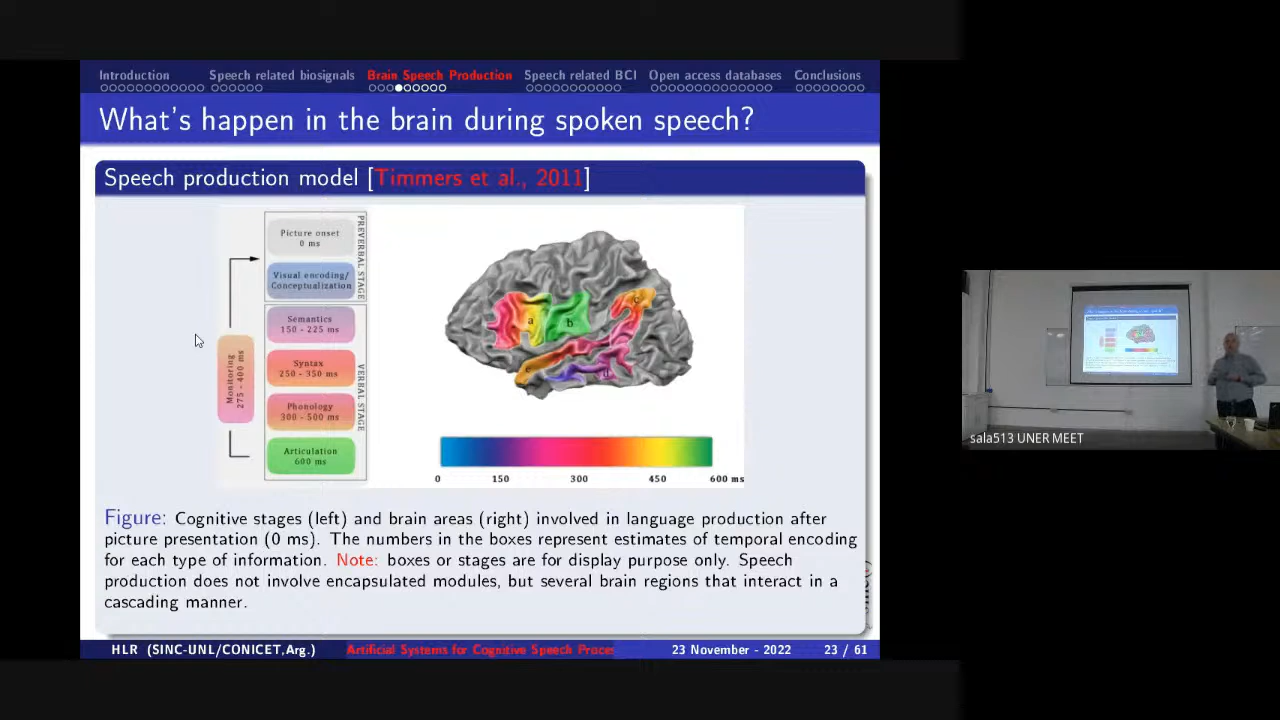 Introduction Speech related biosignals Brain Speech Production Speech related BCI Open access databases Conclusions
What's happen in the brain during spoken speech?
Speech production model [Timmers et al., 2011]
Picture onset
0 ms
Visual encoding/
Conceptualization
PREVERBAL STAGE
Semantics
150 - 225 ms
Syntax
250 - 350 ms
Phonology
300 - 500 ms
Articulation
600 ms
VERBAL STAGE
Monitoring
275 - 400 ms
a
b
c
d
e
0 150 300 450 600 ms
Figure: Cognitive stages (left) and brain areas (right) involved in language production after
picture presentation (0 ms). The numbers in the boxes represent estimates of temporal encoding
for each type of information. Note: boxes or stages are for display purpose only. Speech
production does not involve encapsulated modules, but several brain regions that interact in a
cascading manner.
HLR (SINC-UNL/CONICET,Arg.) Artificial Systems for Cognitive Speech Proces 23 November - 2022 23 / 61
sala513 UNER MEET